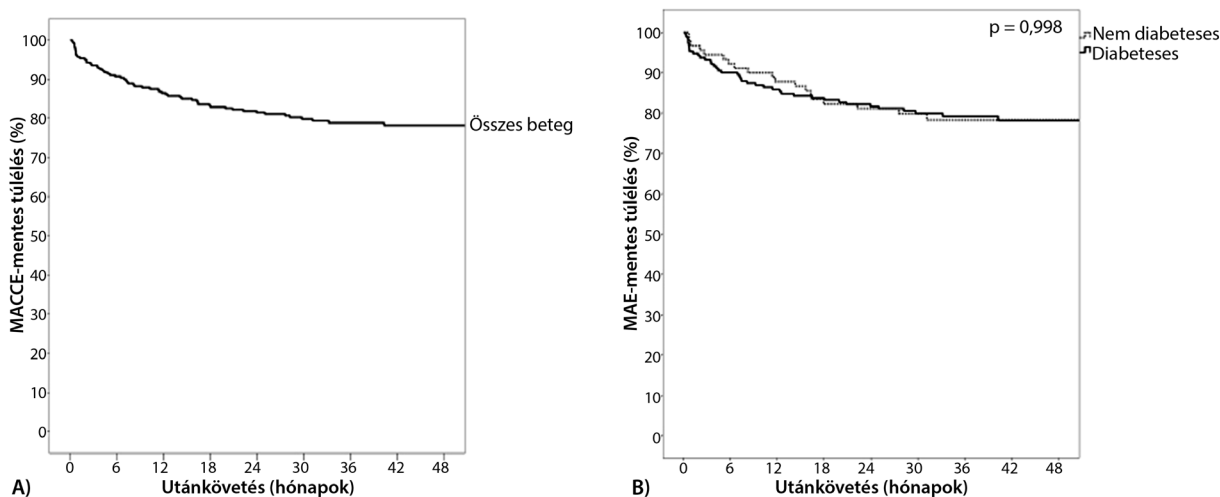 MACCE-mentes túlélés (%)
100
90
80
70
60
50
40
30
20
10
0
Összes beteg
0 6 12 18 24 30 36 42 48
Utánkövetés (hónapok)
A)
MAE-mentes túlélés (%)
100
90
80
70
60
50
40
30
20
10
0
p = 0,998
Nem diabeteses
Diabeteses
0 6 12 18 24 30 36 42 48
Utánkövetés (hónapok)
B)